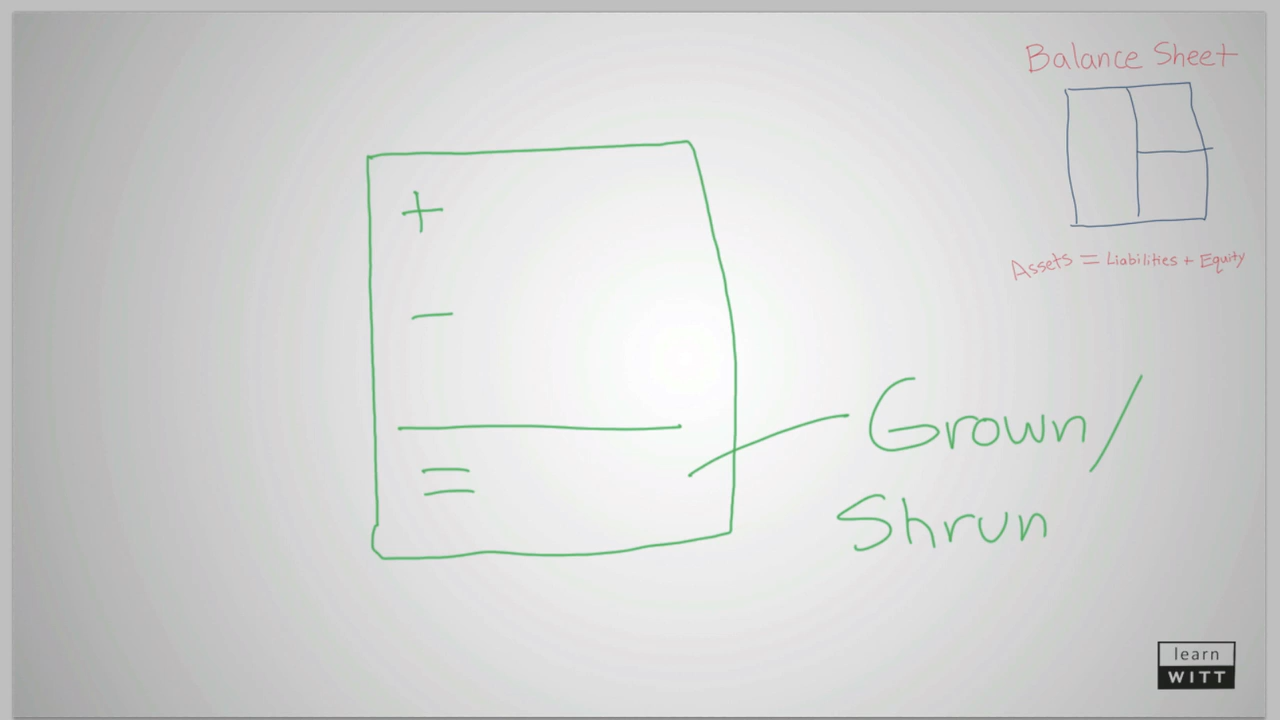 Balance Sheet
Assets = Liabilities + Equity
+
−
=
Grown/
Shrun
learn
WITT